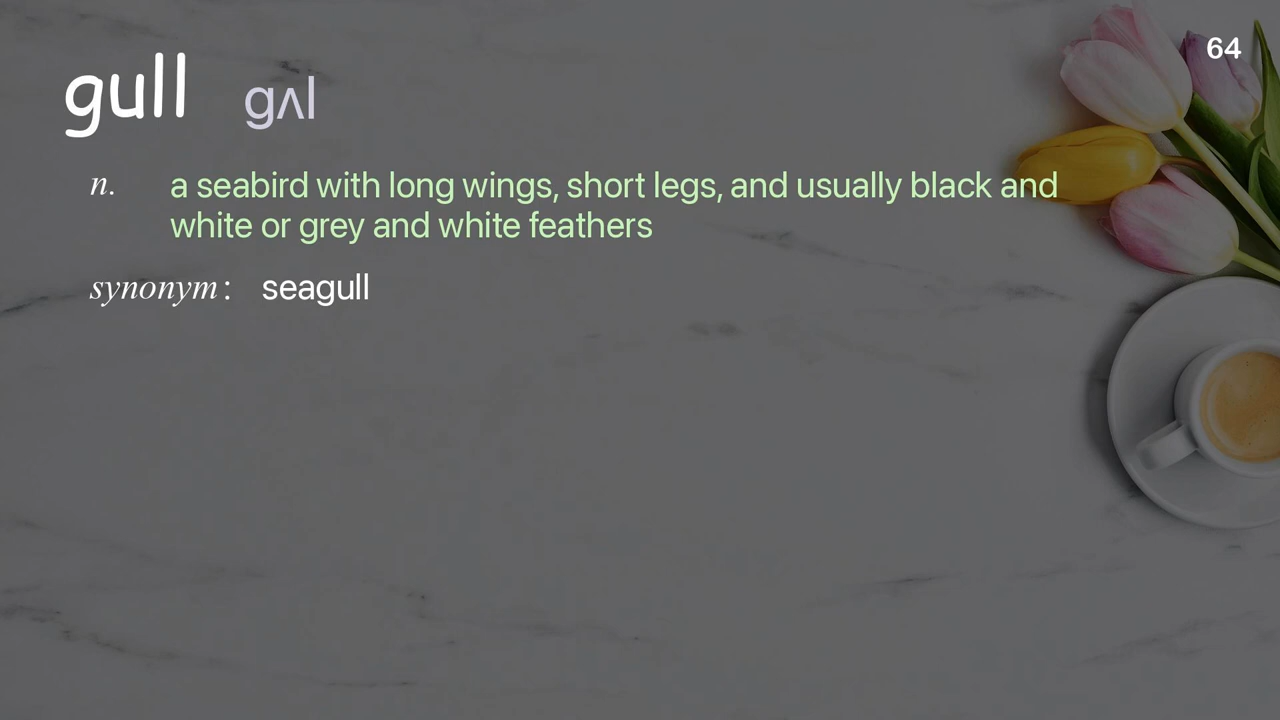 64
gull gʌl
n. a seabird with long wings, short legs, and usually black and
white or grey and white feathers
synonym: seagull